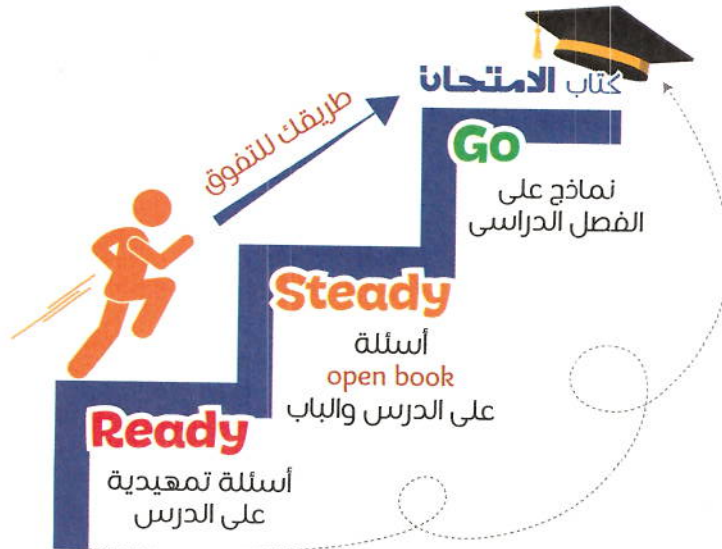 كتاب الامتحان
طريقك للتفوق
Go
نماذج على
الفصل الدراسى
Steady
أسئلة
open book
على الدرس والباب
Ready
أسئلة تمهيدية
على الدرس